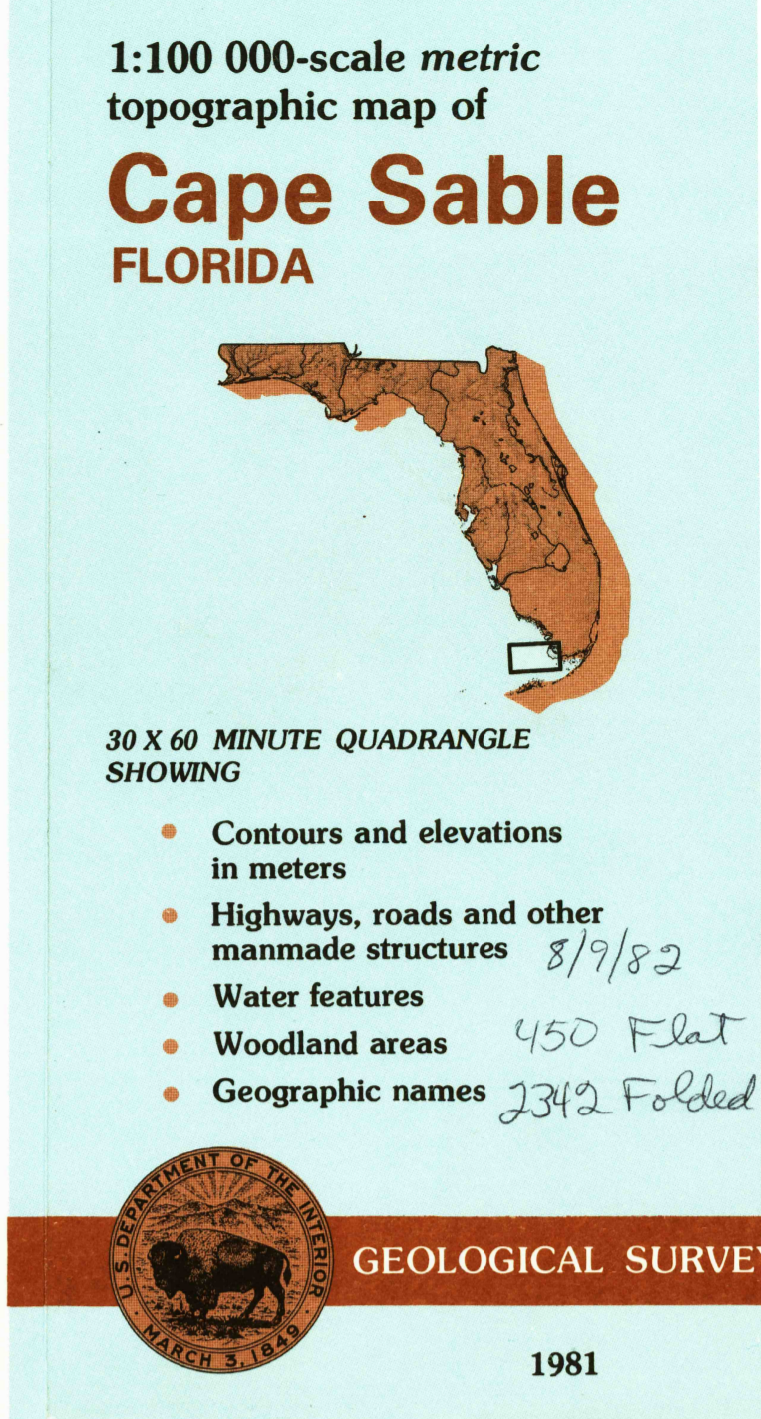 1:100 000-scale metric
topographic map of
Cape Sable
FLORIDA
30 X 60 MINUTE QUADRANGLE
SHOWING
Contours and elevations
in meters
Highways, roads and other
manmade structures
8/9/82
Water features
Woodland areas
450 Flat
Geographic names
2342 Folded
U.S. DEPARTMENT OF THE INTERIOR
MARCH 3, 1849
GEOLOGICAL SURVEY
1981